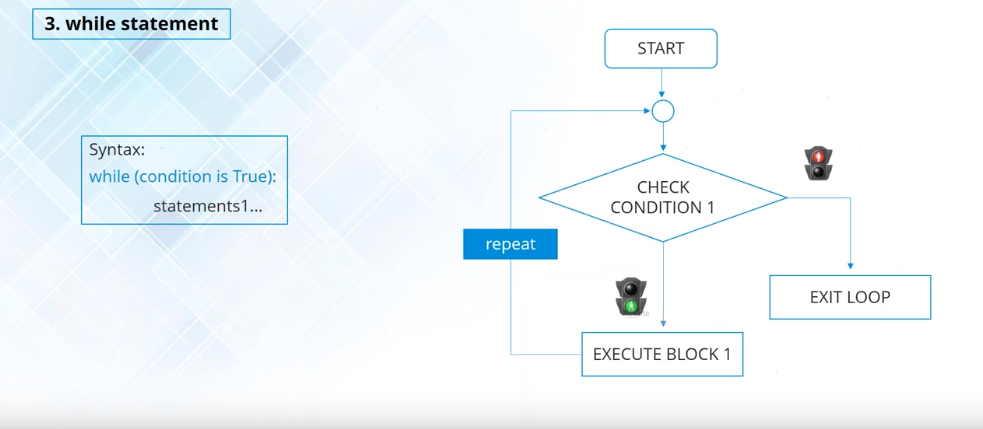 3. while statement
Syntax:
while (condition is True):
statements1...
START
CHECK
CONDITION 1
repeat
EXIT LOOP
EXECUTE BLOCK 1